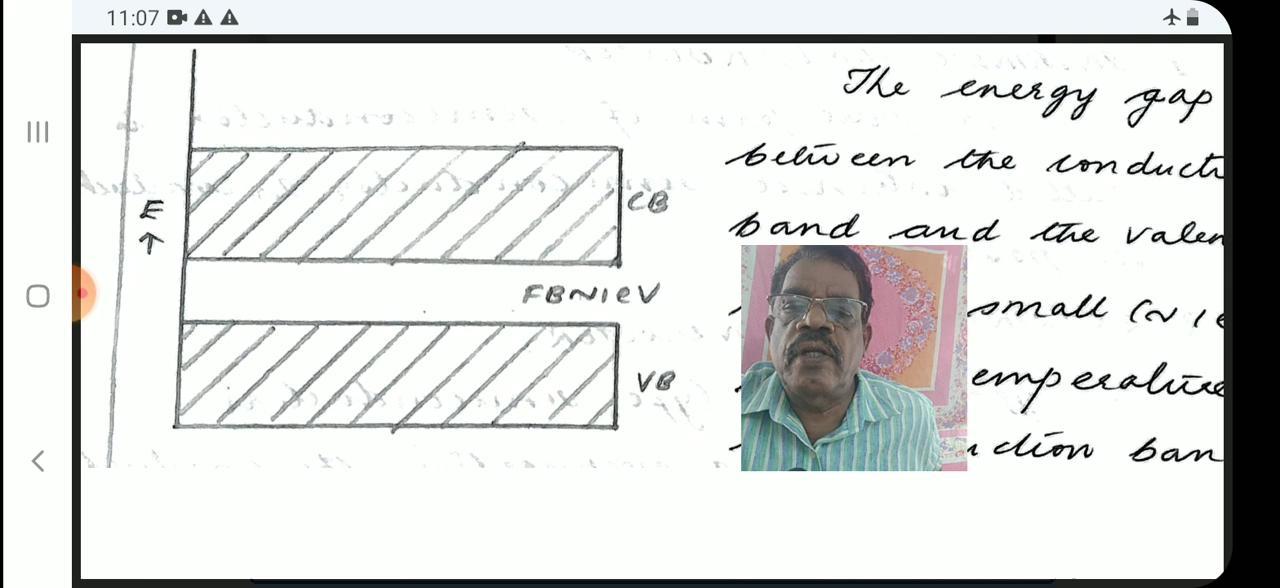 11:07
The energy gap
between the conducti
band and the valen
E
CB
FB~1eV
small (~1e
VB
emperature
ction ban